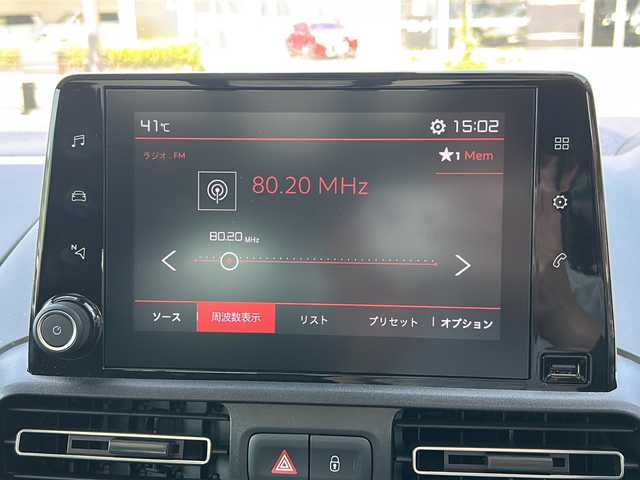 41℃ 15:02
ラジオ..FM ★1 Mem
80.20 MHz
80.20 MHz
N
ソース 周波数表示 リスト プリセット オプション